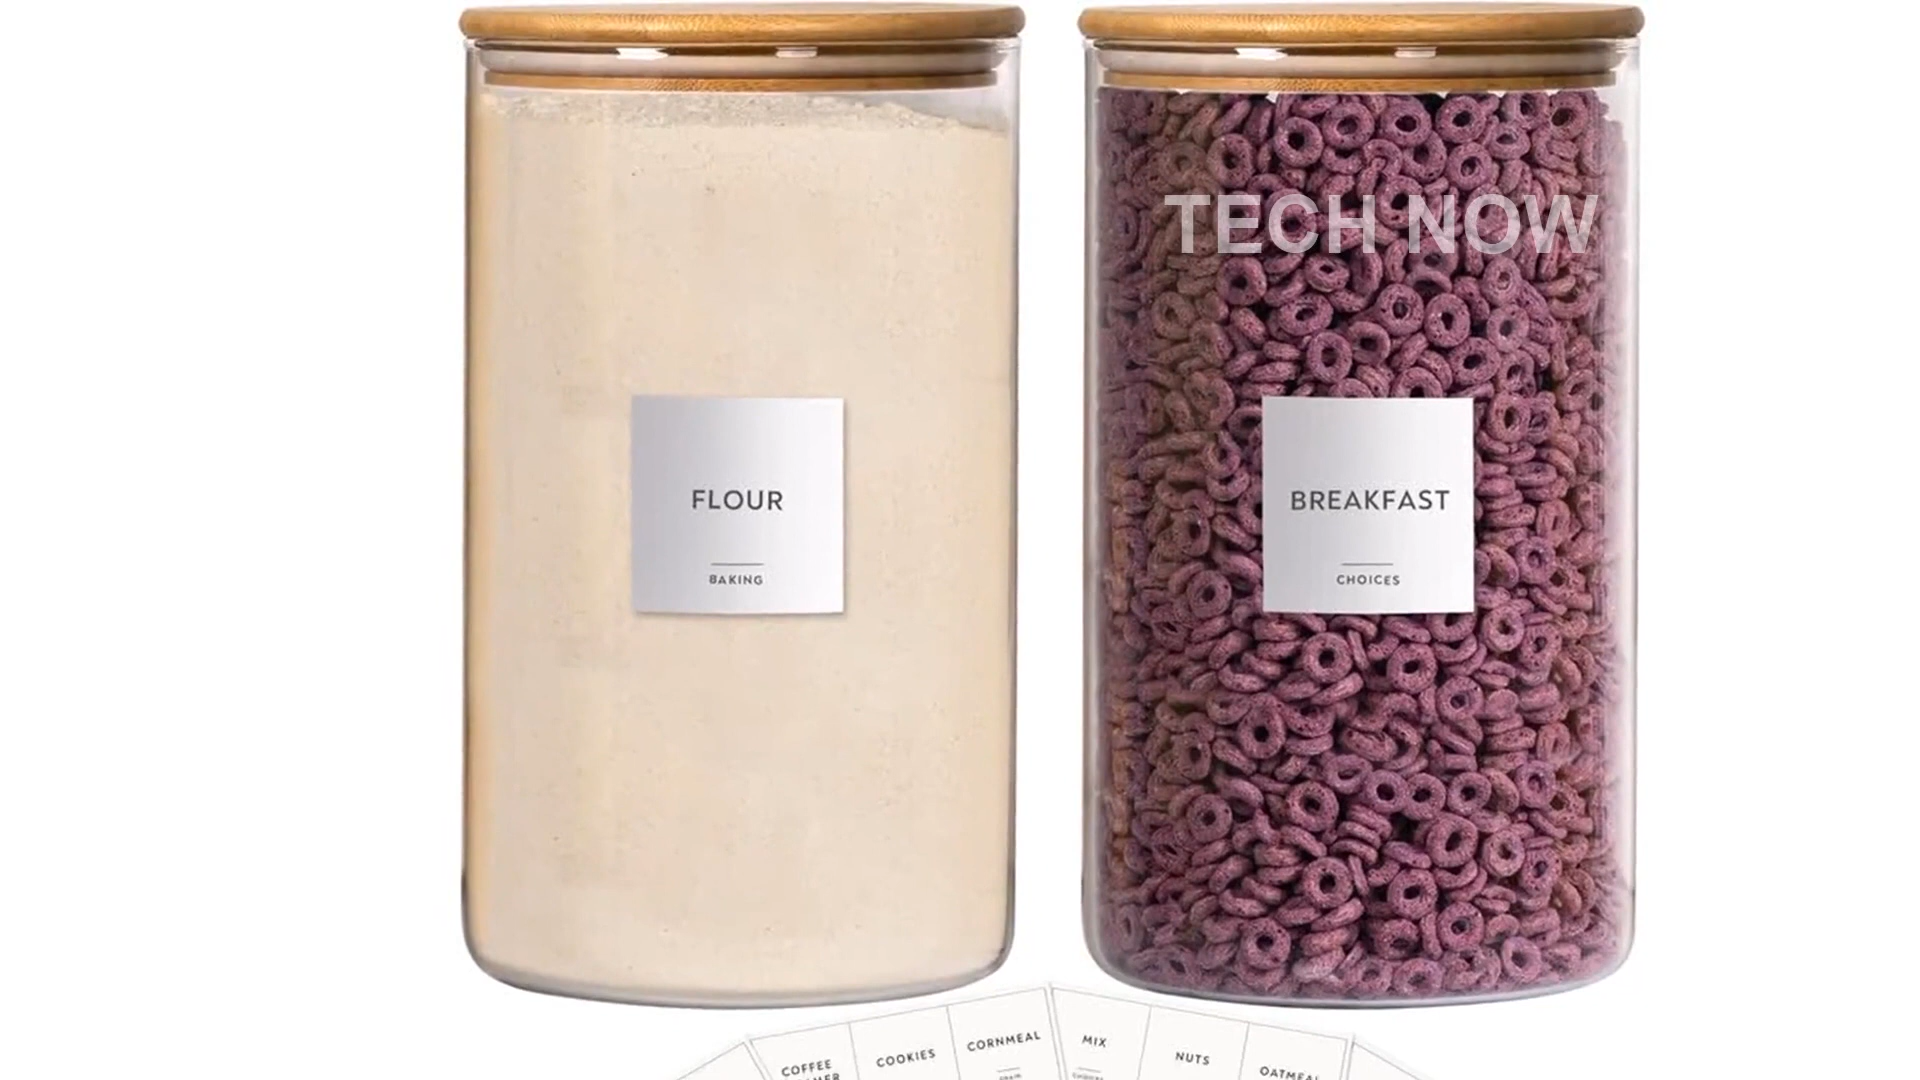 TECH NOW
FLOUR
BAKING
BREAKFAST
CHOICES
COFFEE
COOKIES
CORNMEAL
MIX
NUTS
OATMEAL